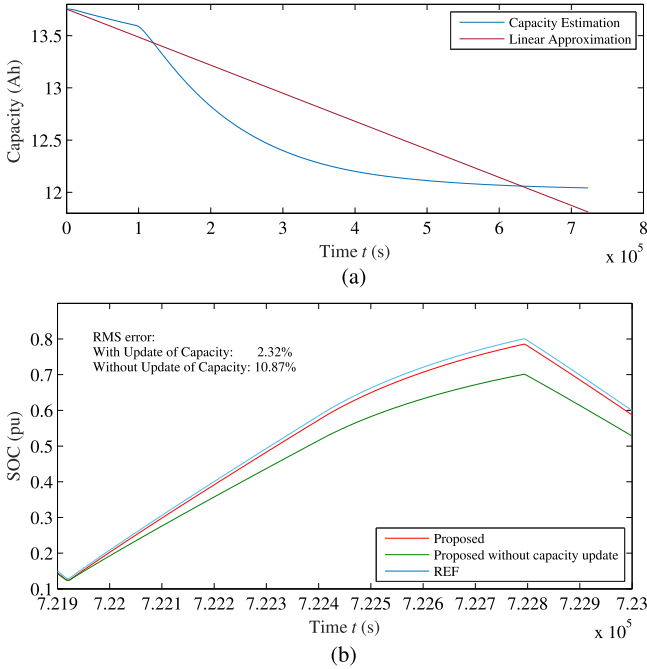 Capacity Estimation
Linear Approximation
Capacity (Ah)
13.5
13
12.5
12
0 1 2 3 4 5 6 7 8
Time t (s)
x 10^5
(a)
RMS error:
With Update of Capacity: 2.32%
Without Update of Capacity: 10.87%
SOC (pu)
0.8
0.7
0.6
0.5
0.4
0.3
0.2
0.1
Proposed
Proposed without capacity update
REF
7.219 7.22 7.221 7.222 7.223 7.224 7.225 7.226 7.227 7.228 7.229 7.23
Time t (s)
x 10^5
(b)